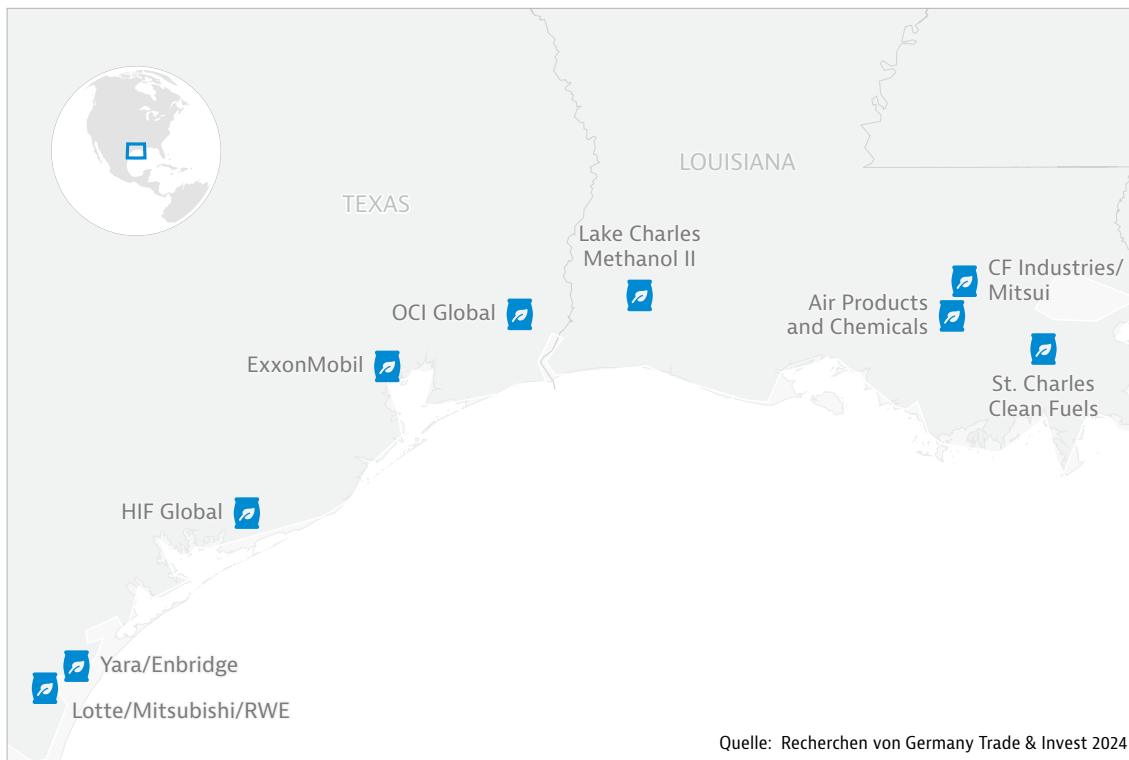 LOUISIANA
TEXAS
Lake Charles
Methanol II
CF Industries/
Mitsui
Air Products
and Chemicals
OCI Global
ExxonMobil
St. Charles
Clean Fuels
HIF Global
Yara/Enbridge
Lotte/Mitsubishi/RWE
Quelle: Recherchen von Germany Trade & Invest 2024